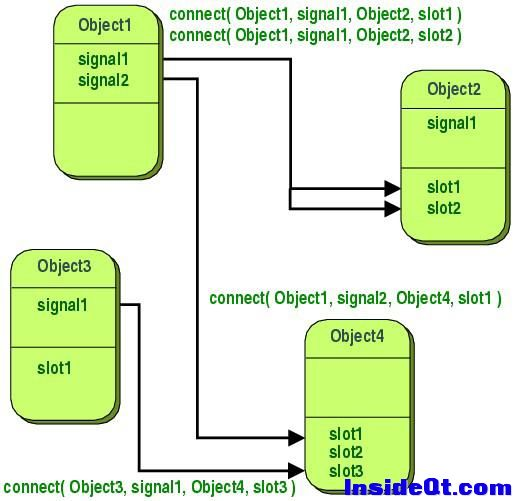 connect( Object1, signal1, Object2, slot1 )
connect( Object1, signal1, Object2, slot2 )
Object1
signal1
signal2
Object2
signal1
slot1
slot2
Object3
signal1
slot1
connect( Object1, signal2, Object4, slot1 )
Object4
slot1
slot2
slot3
connect( Object3, signal1, Object4, slot3 )
InsideQt.com